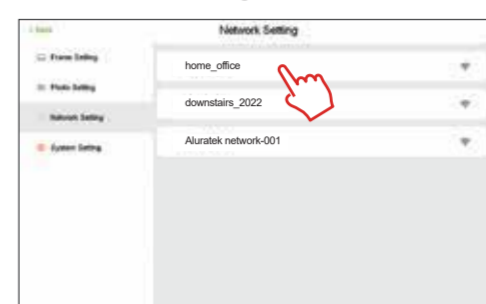 < Back
Network Setting
Frame Setting
Photo Setting
Network Setting
System Setting
home_office
downstairs_2022
Aluratek network-001